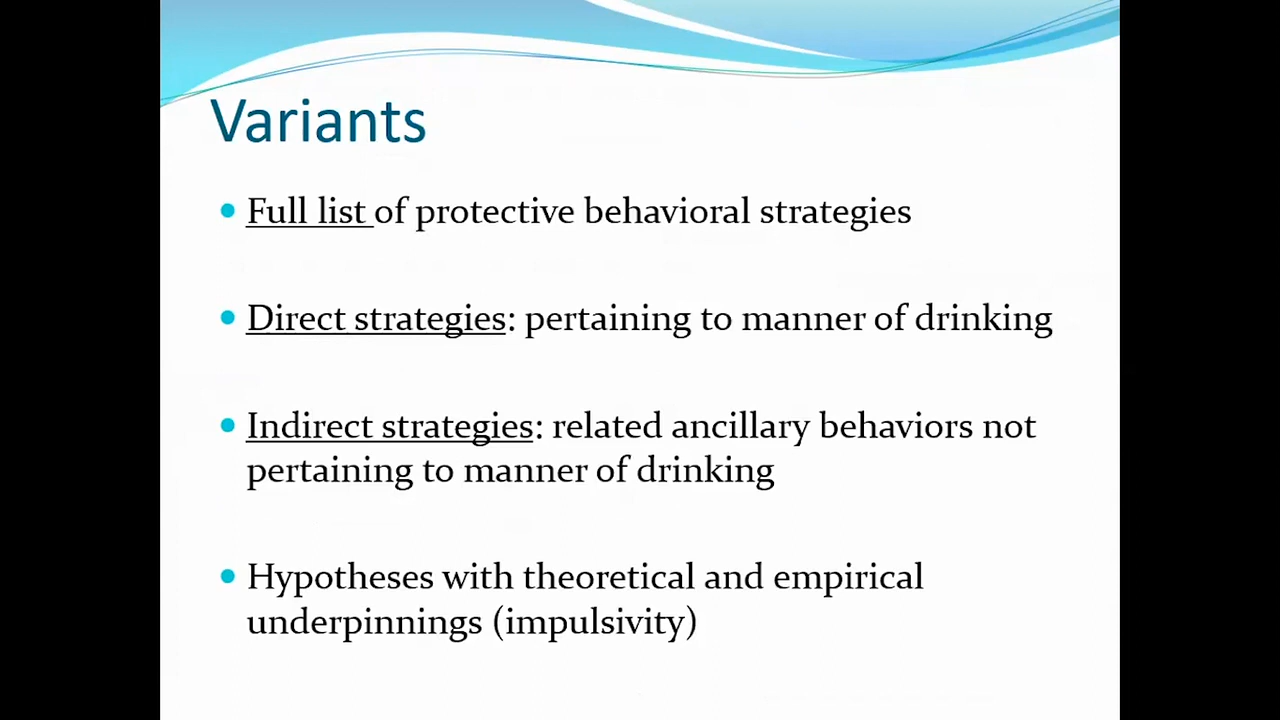 Variants
• Full list of protective behavioral strategies
• Direct strategies: pertaining to manner of drinking
• Indirect strategies: related ancillary behaviors not
pertaining to manner of drinking
• Hypotheses with theoretical and empirical
underpinnings (impulsivity)